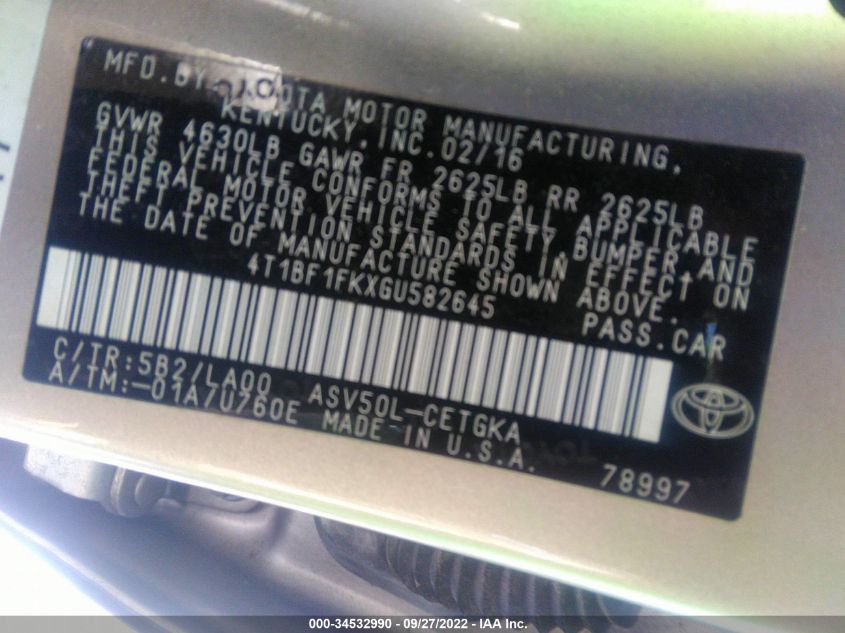 MFD. BY TOYOTA MOTOR MANUFACTURING,
KENTUCKY, INC. 02/16
GVWR 4630LB GAWR FR 2625LB RR 2625LB
THIS VEHICLE CONFORMS TO ALL APPLICABLE
FEDERAL MOTOR VEHICLE SAFETY, BUMPER AND
THEFT PREVENTION STANDARDS IN EFFECT ON
THE DATE OF MANUFACTURE SHOWN ABOVE.
4T1BF1FKXGU582645 PASS.CAR
C/TR:5B2/LA00 ASV50L-CETGKA
A/TM:-01A/U760E MADE IN U.S.A.
78997
000-34532990 - 09/27/2022 - IAA Inc.